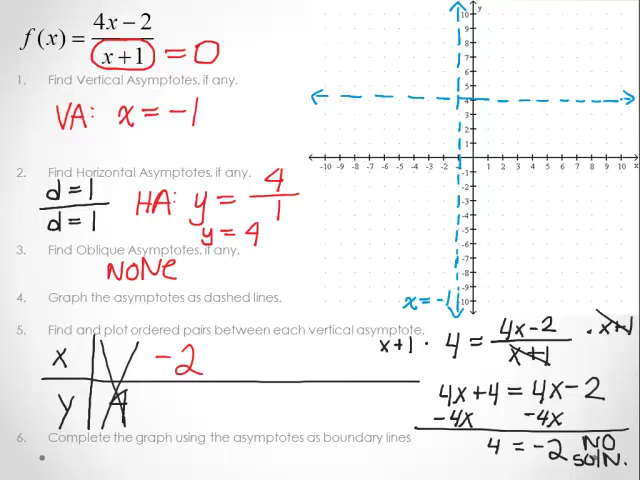 f(x) = 4x − 2 / x + 1 = 0
1. Find Vertical Asymptotes, if any.
VA: x = −1
2. Find Horizontal Asymptotes, if any.
d = 1 / d = 1
HA: y = 4/1
y = 4
3. Find Oblique Asymptotes, if any.
NONE
4. Graph the asymptotes as dashed lines.
5. Find and plot ordered pairs between each vertical asymptote.
x −2
y 4
6. Complete the graph using the asymptotes as boundary lines
y
10
9
8
7
6
5
4
3
2
1
-10 -9 -8 -7 -6 -5 -4 -3 -2 1 2 3 4 5 6 7 8 9 10 x
-1
-2
-3
-4
-5
-6
-7
-8
-9
10
x = −1
x+1 · 4 = 4x−2 / x+1 · x+1
4x + 4 = 4x − 2
−4x −4x
4 = −2 NO
SOlN.